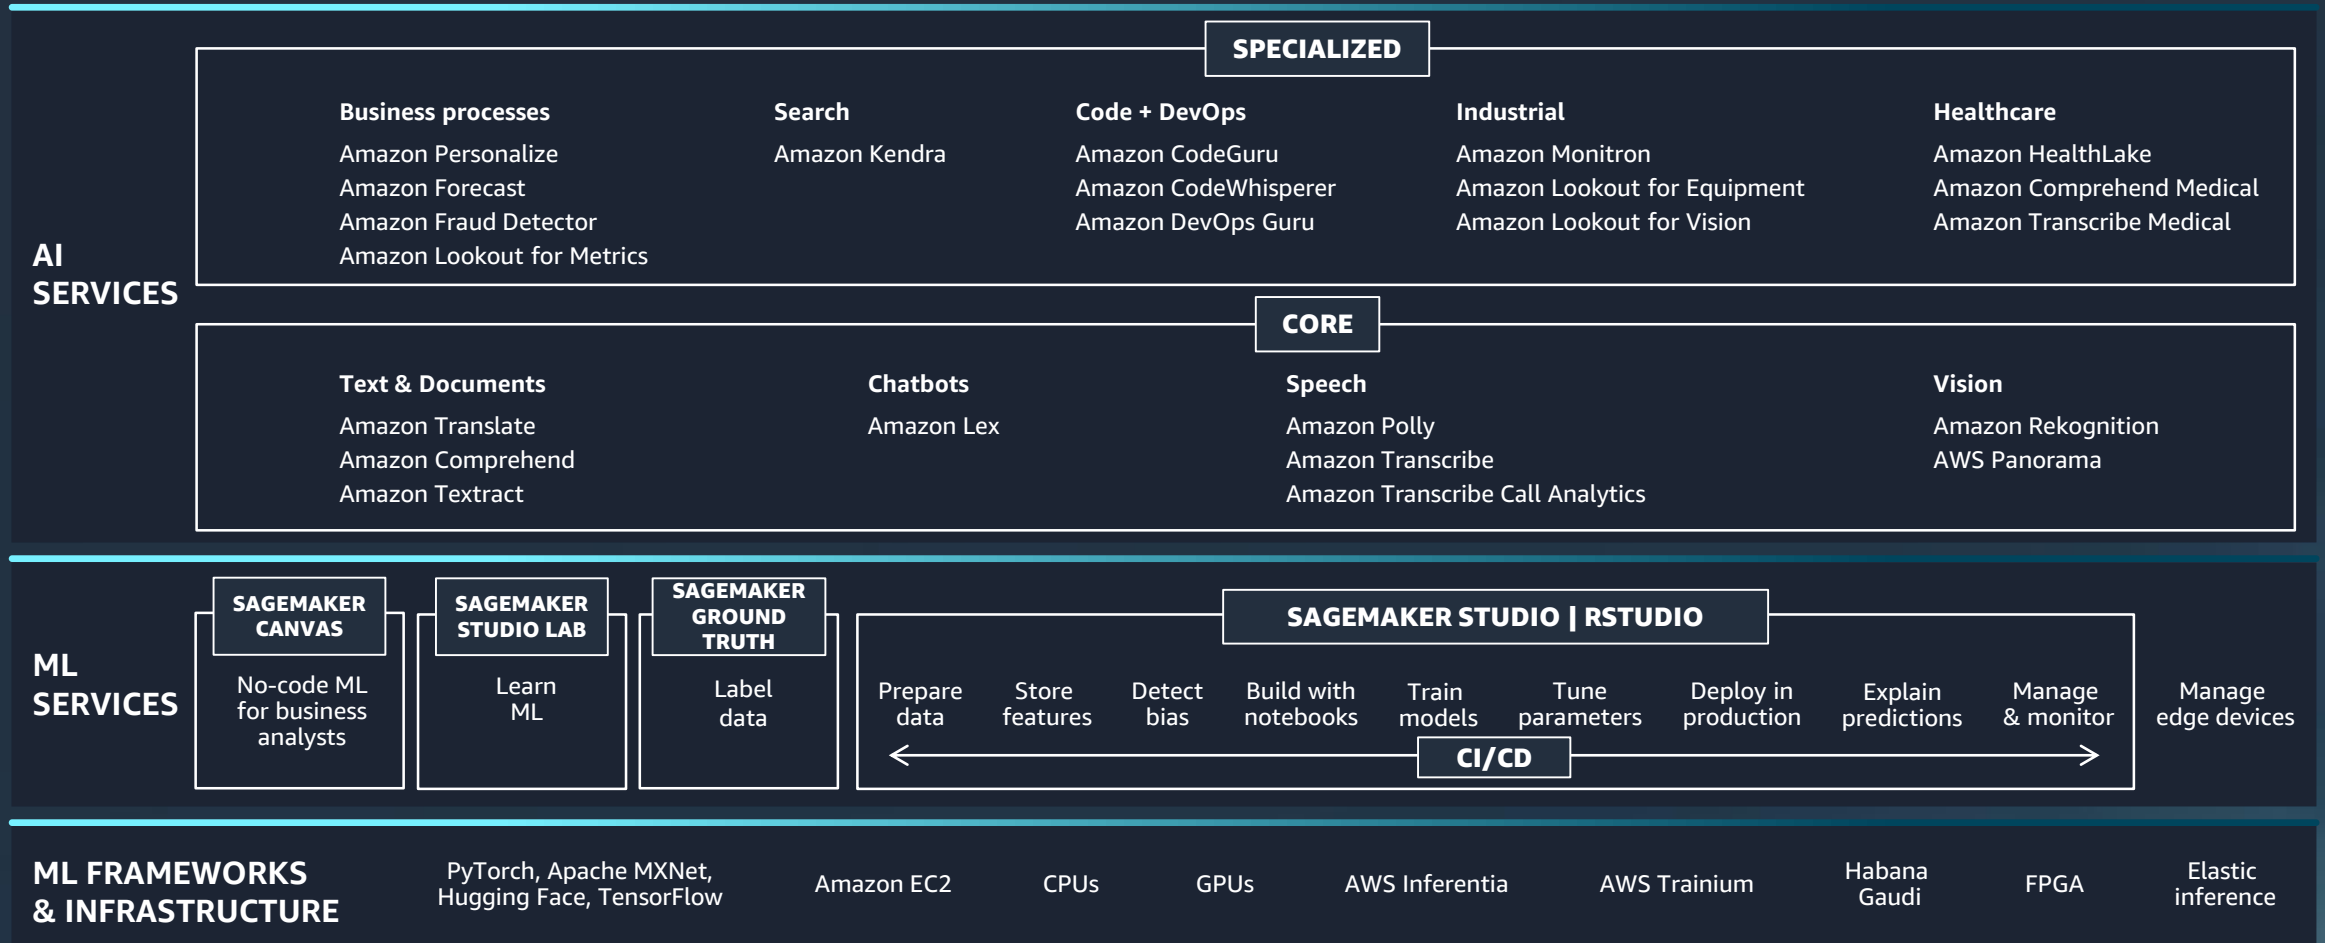 SPECIALIZED
Business processes
Amazon Personalize
Amazon Forecast
Amazon Fraud Detector
Amazon Lookout for Metrics
Search
Amazon Kendra
Code + DevOps
Amazon CodeGuru
Amazon CodeWhisperer
Amazon DevOps Guru
Industrial
Amazon Monitron
Amazon Lookout for Equipment
Amazon Lookout for Vision
Healthcare
Amazon HealthLake
Amazon Comprehend Medical
Amazon Transcribe Medical
AI
SERVICES
CORE
Text & Documents
Amazon Translate
Amazon Comprehend
Amazon Textract
Chatbots
Amazon Lex
Speech
Amazon Polly
Amazon Transcribe
Amazon Transcribe Call Analytics
Vision
Amazon Rekognition
AWS Panorama
ML
SERVICES
SAGEMAKER
CANVAS
No-code ML
for business
analysts
SAGEMAKER
STUDIO LAB
Learn
ML
SAGEMAKER
GROUND
TRUTH
Label
data
SAGEMAKER STUDIO | RSTUDIO
Prepare
data
Store
features
Detect
bias
Build with
notebooks
Train
models
Tune
parameters
Deploy in
production
Explain
predictions
Manage
& monitor
CI/CD
Manage
edge devices
ML FRAMEWORKS
& INFRASTRUCTURE
PyTorch, Apache MXNet,
Hugging Face, TensorFlow
Amazon EC2
CPUs
GPUs
AWS Inferentia
AWS Trainium
Habana
Gaudi
FPGA
Elastic
inference